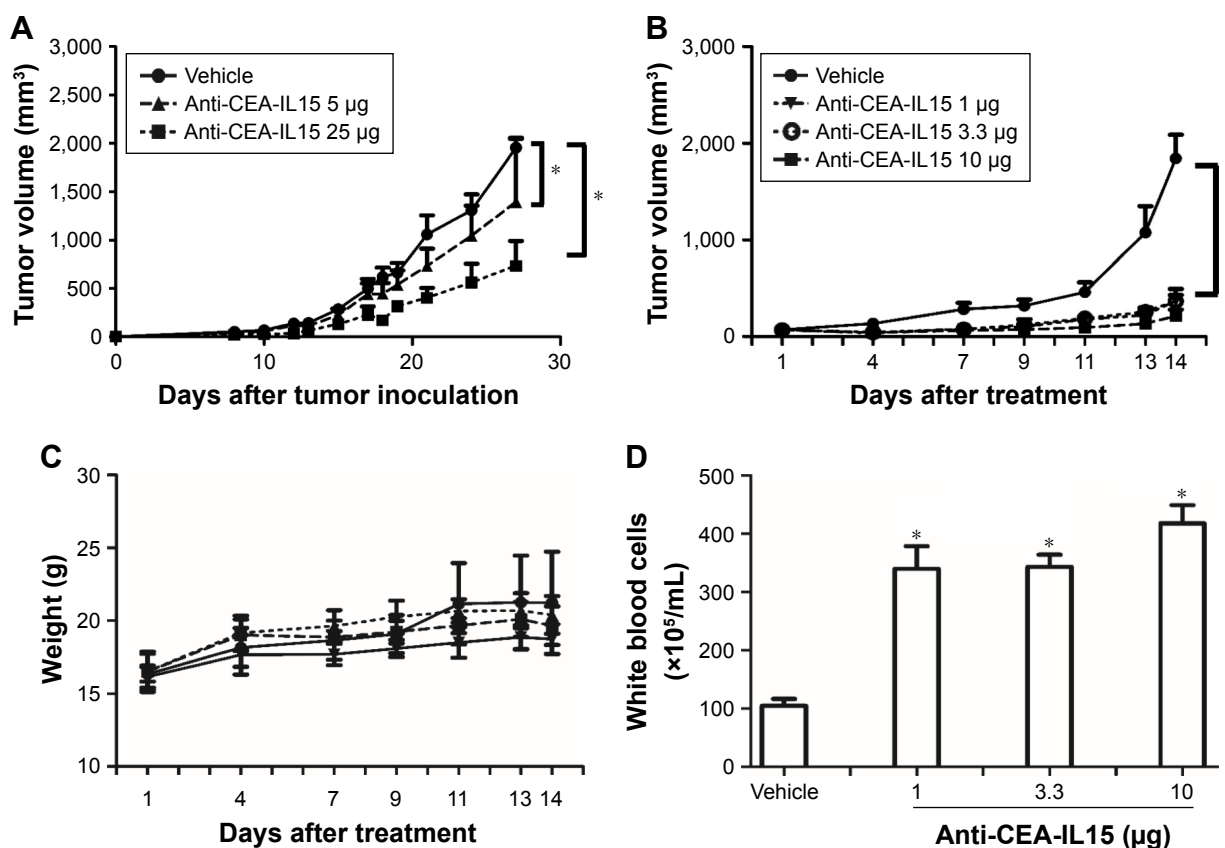 A
3,000
2,500
2,000
1,500
1,000
500
0
Tumor volume (mm³)
Vehicle
Anti-CEA-IL15 5 µg
Anti-CEA-IL15 25 µg
*
*
0 10 20 30
Days after tumor inoculation
B
3,000
2,000
1,000
0
Tumor volume (mm³)
Vehicle
Anti-CEA-IL15 1 µg
Anti-CEA-IL15 3.3 µg
Anti-CEA-IL15 10 µg
1 4 7 9 11 13 14
Days after treatment
C
30
25
20
15
10
Weight (g)
1 4 7 9 11 13 14
Days after treatment
D
500
400
300
200
100
0
White blood cells
(×10⁵/mL)
* * *
Vehicle 1 3.3 10
Anti-CEA-IL15 (µg)